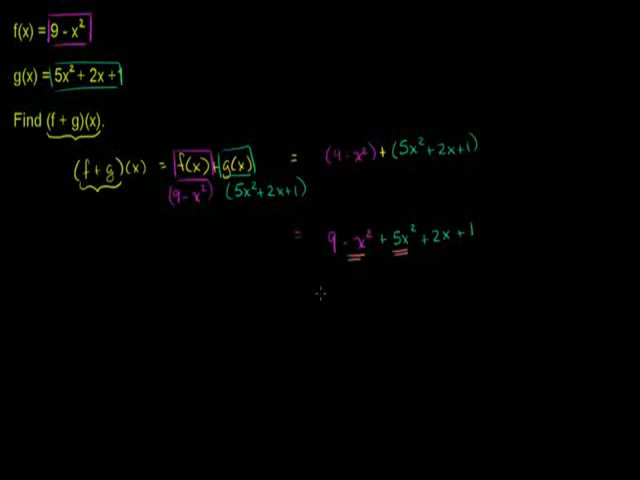 f(x) = 9 - x²
g(x) = 5x² + 2x + 1
Find (f + g)(x).
(f + g)(x) = f(x) + g(x) = (9 - x²) + (5x² + 2x + 1)
(9 - x²) (5x² + 2x + 1)
= 9 - x² + 5x² + 2x + 1